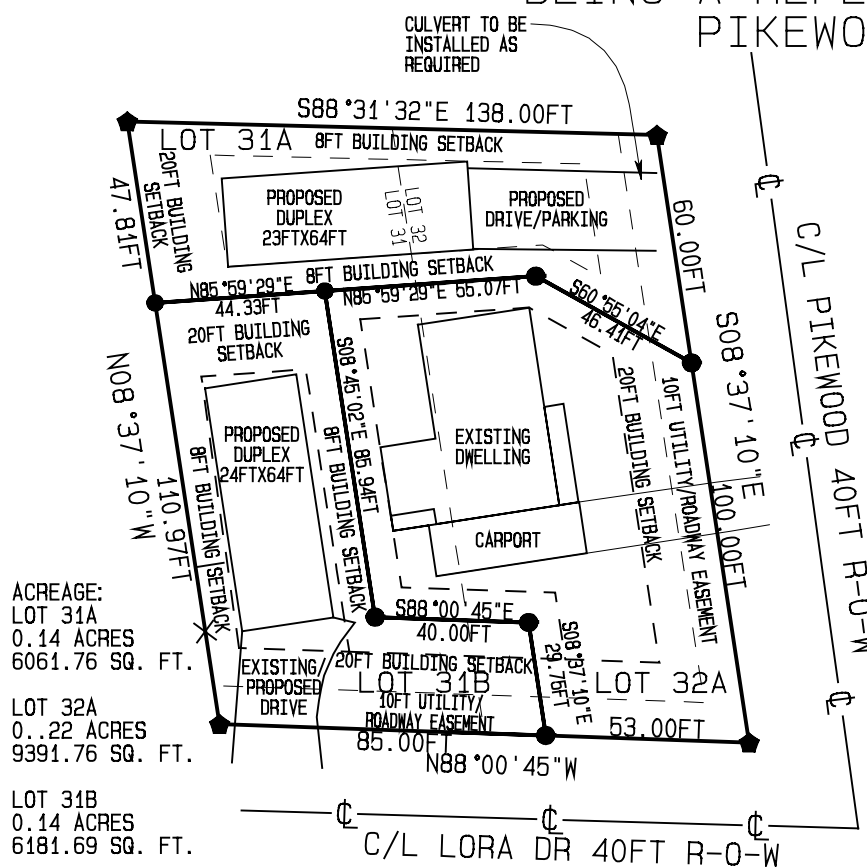 PIKEWO
CULVERT TO BE
INSTALLED AS
REQUIRED
S88°31'32"E 138.00FT
LOT 31A
8FT BUILDING SETBACK
20FT BUILDING
SETBACK
47.81FT
PROPOSED
DUPLEX
23FTX64FT
LOT 32
LOT 31
PROPOSED
DRIVE/PARKING
60.00FT
C/L PIKEWOOD 40FT R-O-W
8FT BUILDING SETBACK
N85°59'29"E
44.33FT
N85°59'29"E 55.07FT
S60°55'04"E
46.41FT
20FT BUILDING
SETBACK
S08°37'10"E
100.00FT
N08°37'10"W
110.97FT
S08°45'02"E 85.94FT
8FT BUILDING SETBACK
8FT BUILDING SETBACK
PROPOSED
DUPLEX
24FTX64FT
EXISTING
DWELLING
CARPORT
20FT BUILDING SETBACK
10FT UTILITY/ROADWAY EASEMENT
S88°00'45"E
40.00FT
S08°37'10"E
29.76FT
20FT BUILDING SETBACK
EXISTING/
PROPOSED
DRIVE
LOT 31B
LOT 32A
10FT UTILITY/
ROADWAY EASEMENT
85.00FT
53.00FT
N88°00'45"W
C/L LORA DR 40FT R-O-W
ACREAGE:
LOT 31A
0.14 ACRES
6061.76 SQ. FT.
LOT 32A
0..22 ACRES
9391.76 SQ. FT.
LOT 31B
0.14 ACRES
6181.69 SQ. FT.